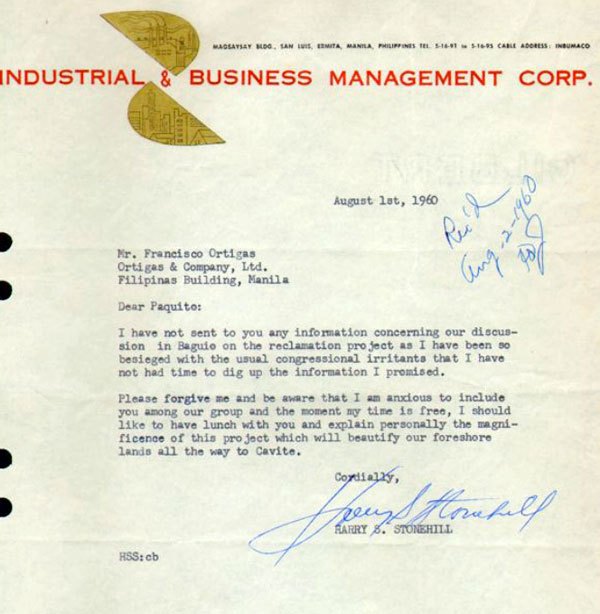 MAGSAYSAY BLDG., SAN LUIS, ERMITA, MANILA, PHILIPPINES TEL. 5-16-91 to 5-16-95 CABLE ADDRESS: INBUMACO
INDUSTRIAL & BUSINESS MANAGEMENT CORP.
August 1st, 1960
Rec'd
Aug-2-1960
Mr. Francisco Ortigas
Ortigas & Company, Ltd.
Filipinas Building, Manila
Dear Paquito:
I have not sent to you any information concerning our discus-
sion in Baguio on the reclamation project as I have been so
besieged with the usual congressional irritants that I have
not had time to dig up the information I promised.
Please forgive me and be aware that I am anxious to include
you among our group and the moment my time is free, I should
like to have lunch with you and explain personally the magni-
ficence of this project which will beautify our foreshore
lands all the way to Cavite.
Cordially,
Harry S Stonehill
HARRY S. STONEHILL
HSS:cb